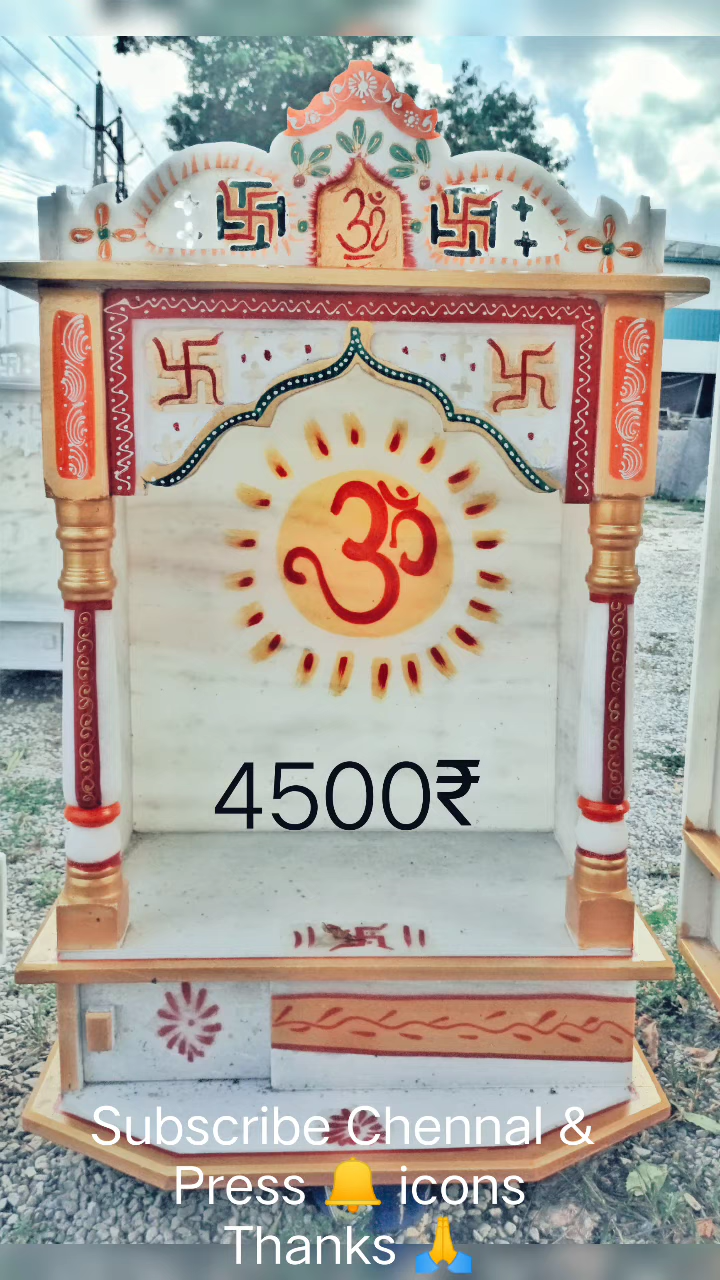 ॐ
ॐ
4500₹
Subscribe Chennal &
Press 🔔 icons
Thanks 🙏